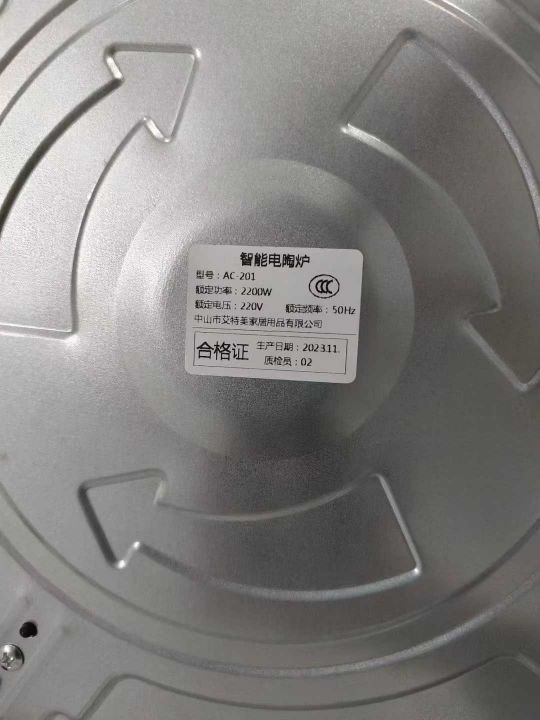 智能电陶炉
型号：AC-201
额定功率：2200W
额定电压：220V 额定频率：50Hz
中山市艾特美家居用品有限公司
合格证 生产日期：2023.11.
质检员：02